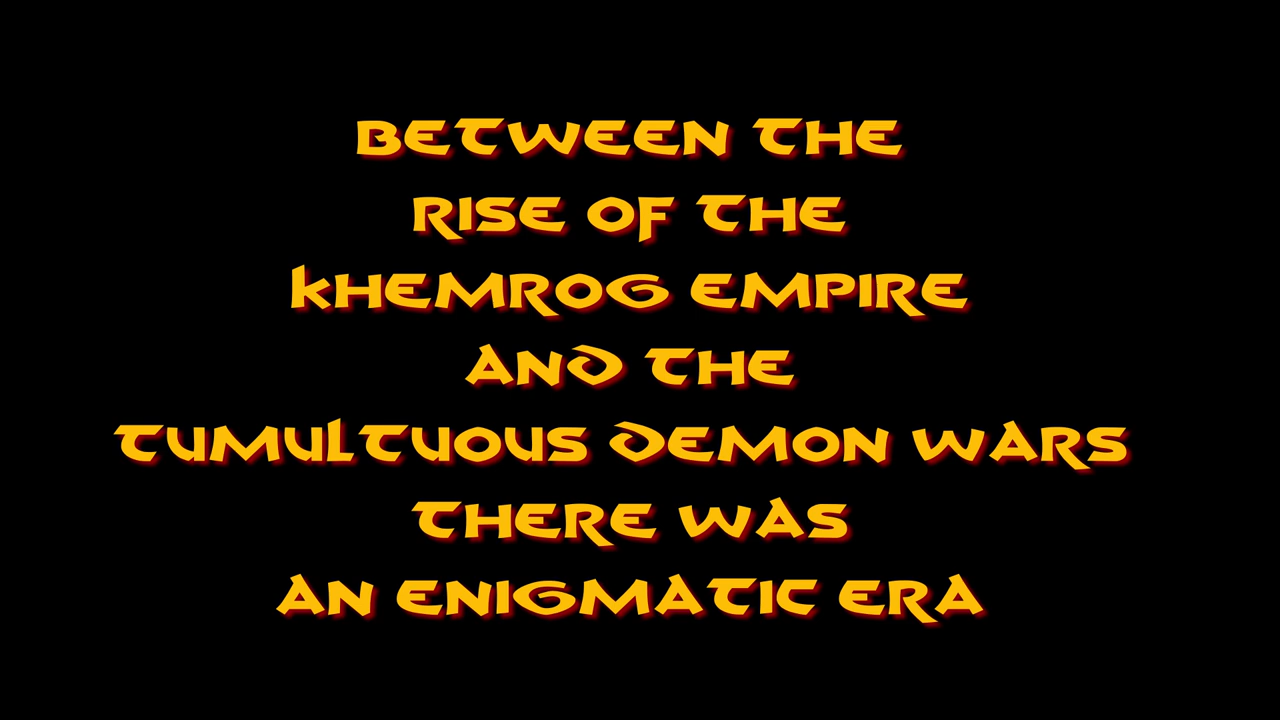 BETWEEN THE
RISE OF THE
KHEMROG EMPIRE
AND THE
TUMULTUOUS DEMON WARS
THERE WAS
AN ENIGMATIC ERA